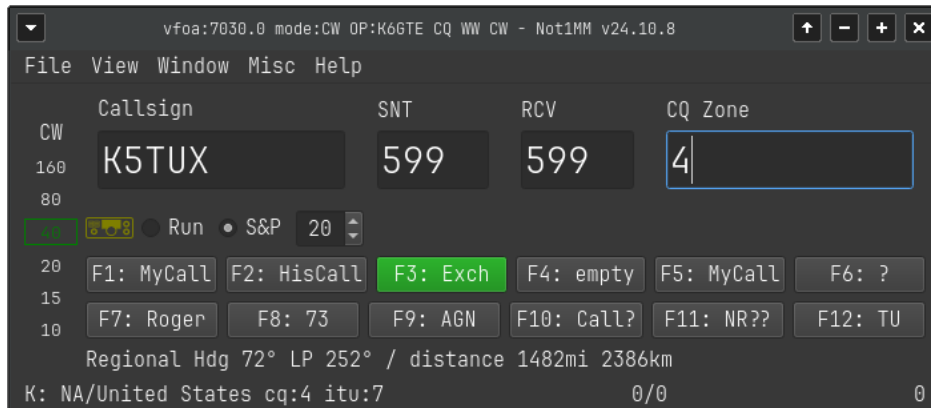 vfoa:7030.0 mode:CW OP:K6GTE CQ WW CW - Not1MM v24.10.8
File View Window Misc Help
Callsign SNT RCV CQ Zone
CW
K5TUX 599 599 4
160
80
40 Run S&P 20
20 F1: MyCall F2: HisCall F3: Exch F4: empty F5: MyCall F6: ?
15
10 F7: Roger F8: 73 F9: AGN F10: Call? F11: NR?? F12: TU
Regional Hdg 72° LP 252° / distance 1482mi 2386km
K: NA/United States cq:4 itu:7 0/0 0